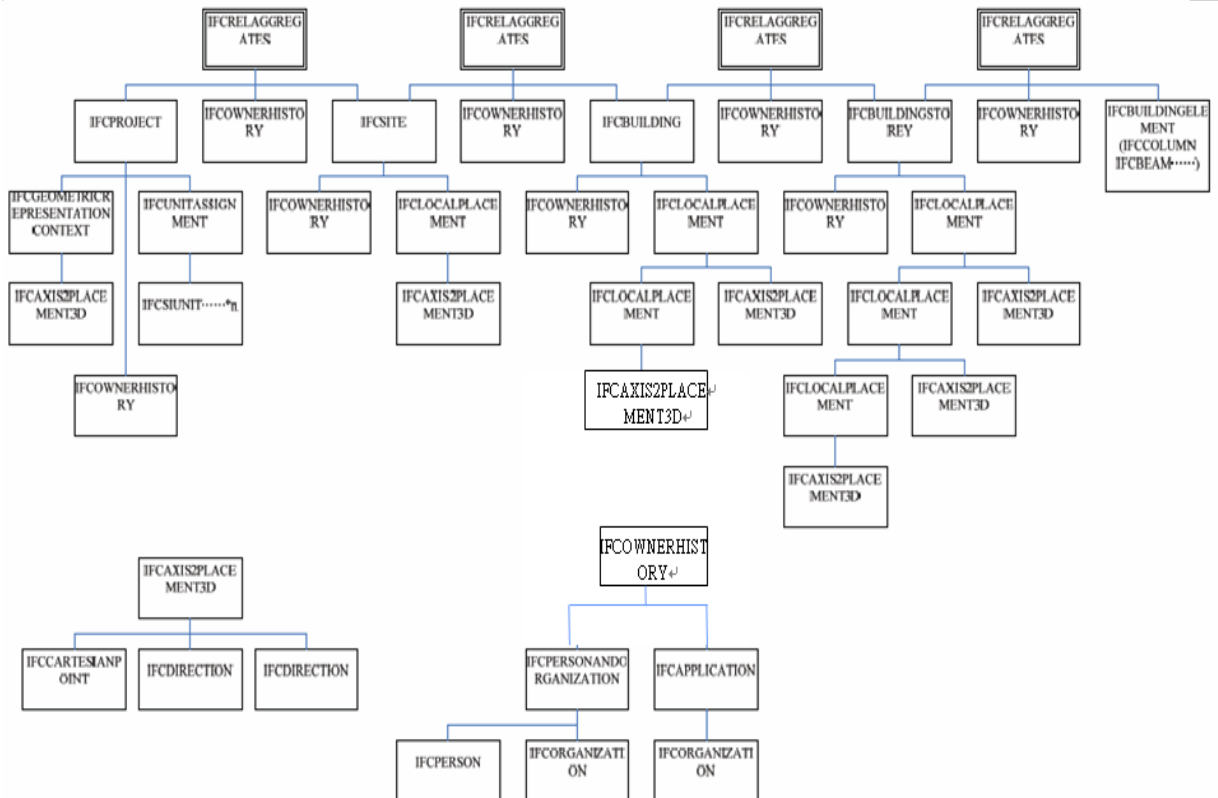 IFCRELAGGREG
ATES
IFCRELAGGREG
ATES
IFCRELAGGREG
ATES
IFCRELAGGREG
ATES
IFCPROJECT
IFCOWNERHISTO
RY
IFCSITE
IFCOWNERHISTO
RY
IFCBUILDING
IFCOWNERHISTO
RY
IFCBUILDINGSTO
REY
IFCOWNERHISTO
RY
IFCBUILDINGELE
MENT
(IFCCOLUMN
IFCBEAM······)
IFCGEOMETRICR
EPRESENTATION
CONTEXT
IFCUNITASSIGN
MENT
IFCOWNERHISTO
RY
IFCLOCALPLACE
MENT
IFCOWNERHISTO
RY
IFCLOCALPLACE
MENT
IFCOWNERHISTO
RY
IFCLOCALPLACE
MENT
IFCAXIS2PLACE
MENT3D
IFCSIUNIT······*n
IFCAXIS2PLACE
MENT3D
IFCLOCALPLACE
MENT
IFCAXIS2PLACE
MENT3D
IFCLOCALPLACE
MENT
IFCAXIS2PLACE
MENT3D
IFCOWNERHISTO
RY
IFCAXIS2PLACE↵
MENT3D↵
IFCLOCALPLACE
MENT
IFCAXIS2PLACE
MENT3D
IFCAXIS2PLACE
MENT3D
IFCOWNERHIST
ORY↵
IFCAXIS2PLACE
MENT3D
IFCCARTESIANP
OINT
IFCDIRECTION
IFCDIRECTION
IFCPERSONANDO
RGANIZATION
IFCAPPLICATION
IFCPERSON
IFCORGANIZATI
ON
IFCORGANIZATI
ON